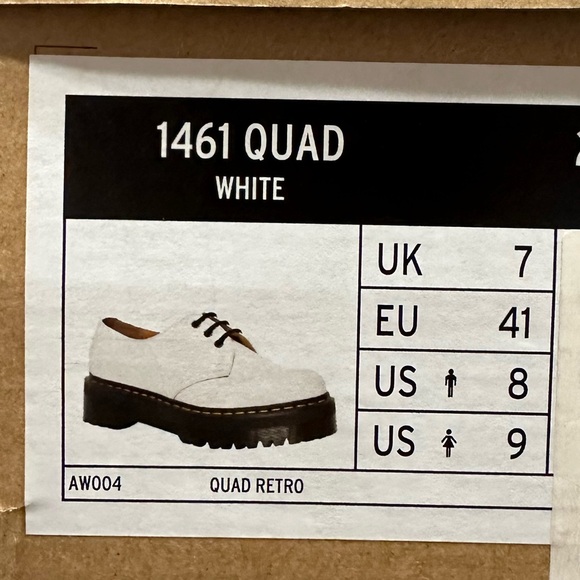 1461 QUAD
WHITE
UK 7
EU 41
US 8
US 9
AW004 QUAD RETRO